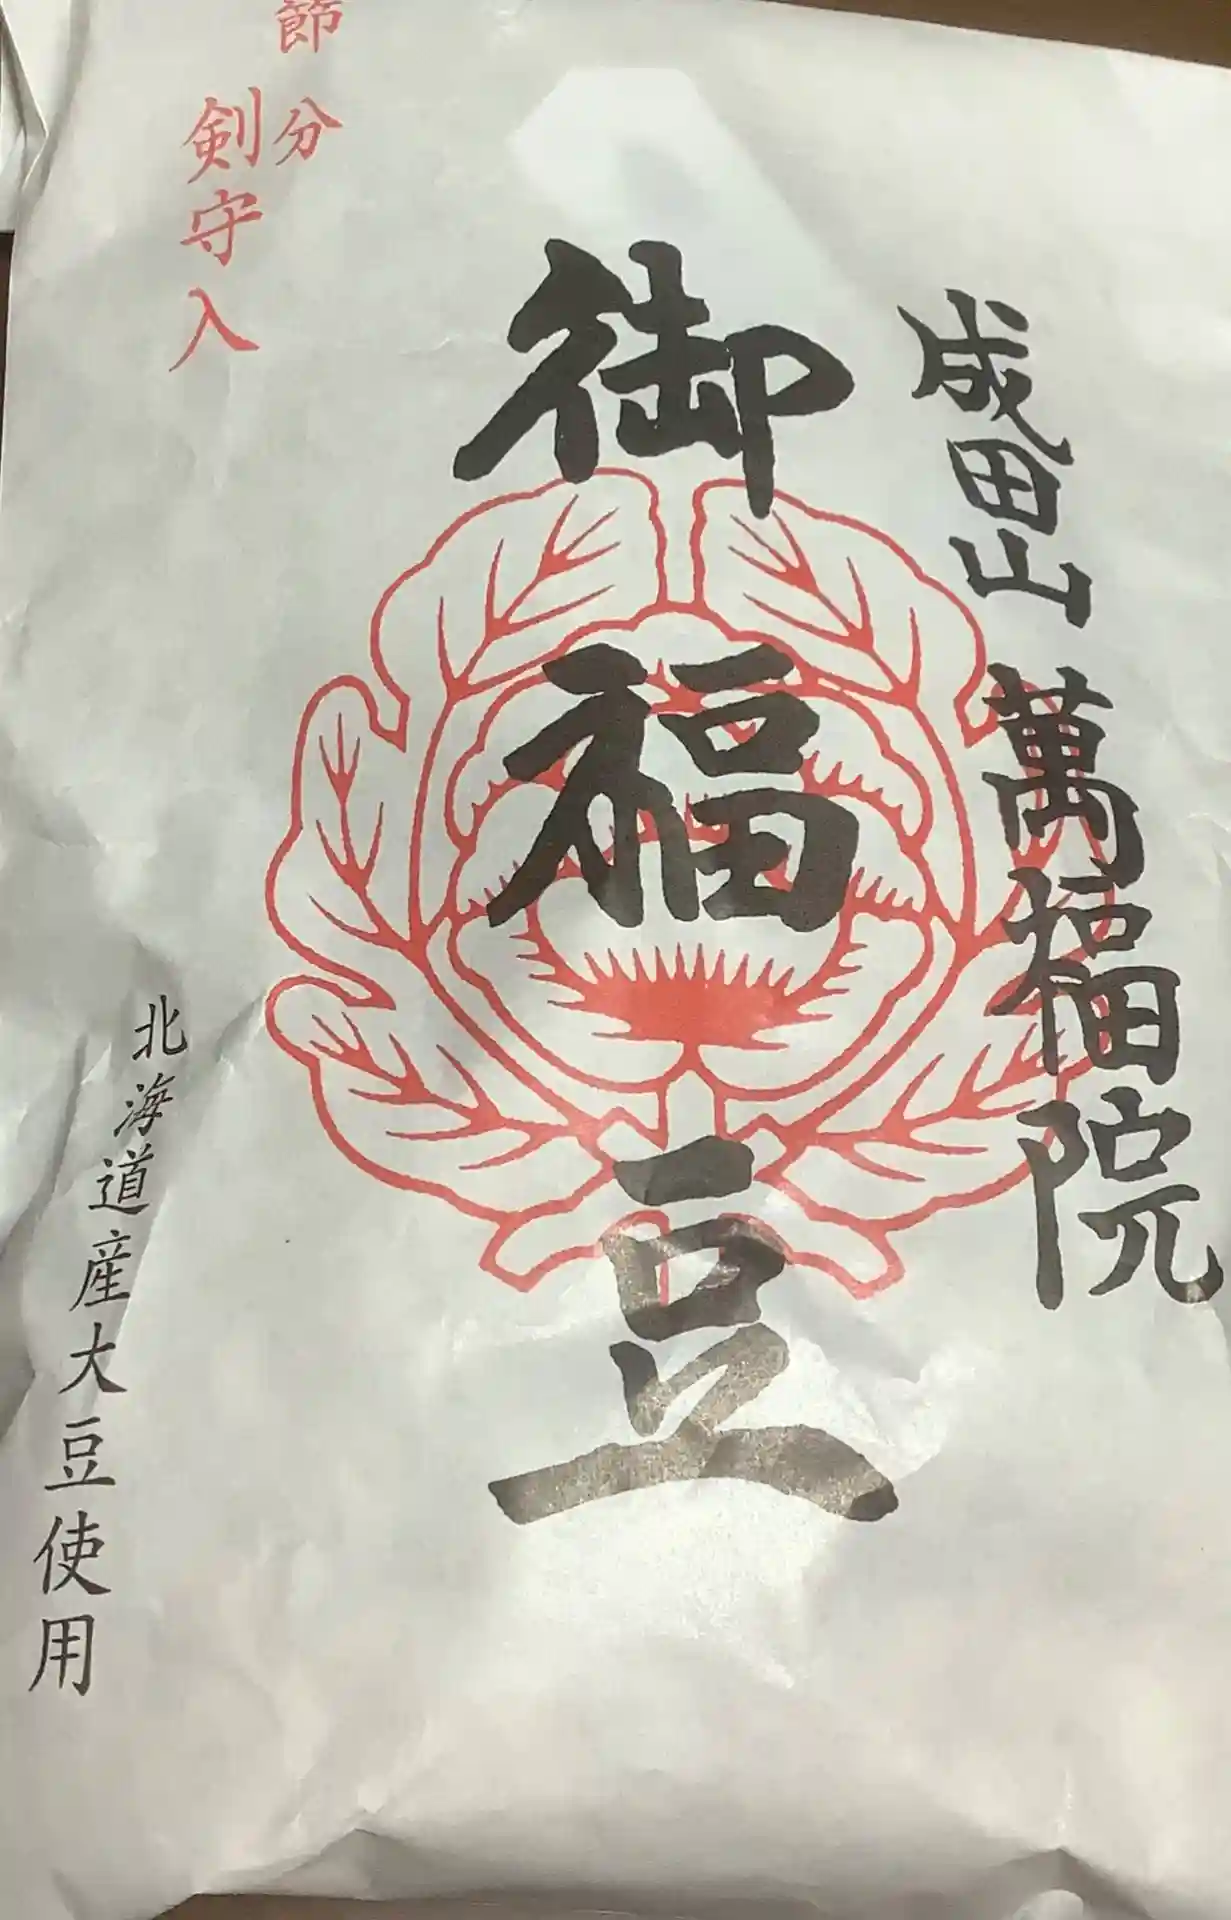 成田山 萬福院
御福豆
節分
剣守入
北海道産大豆使用